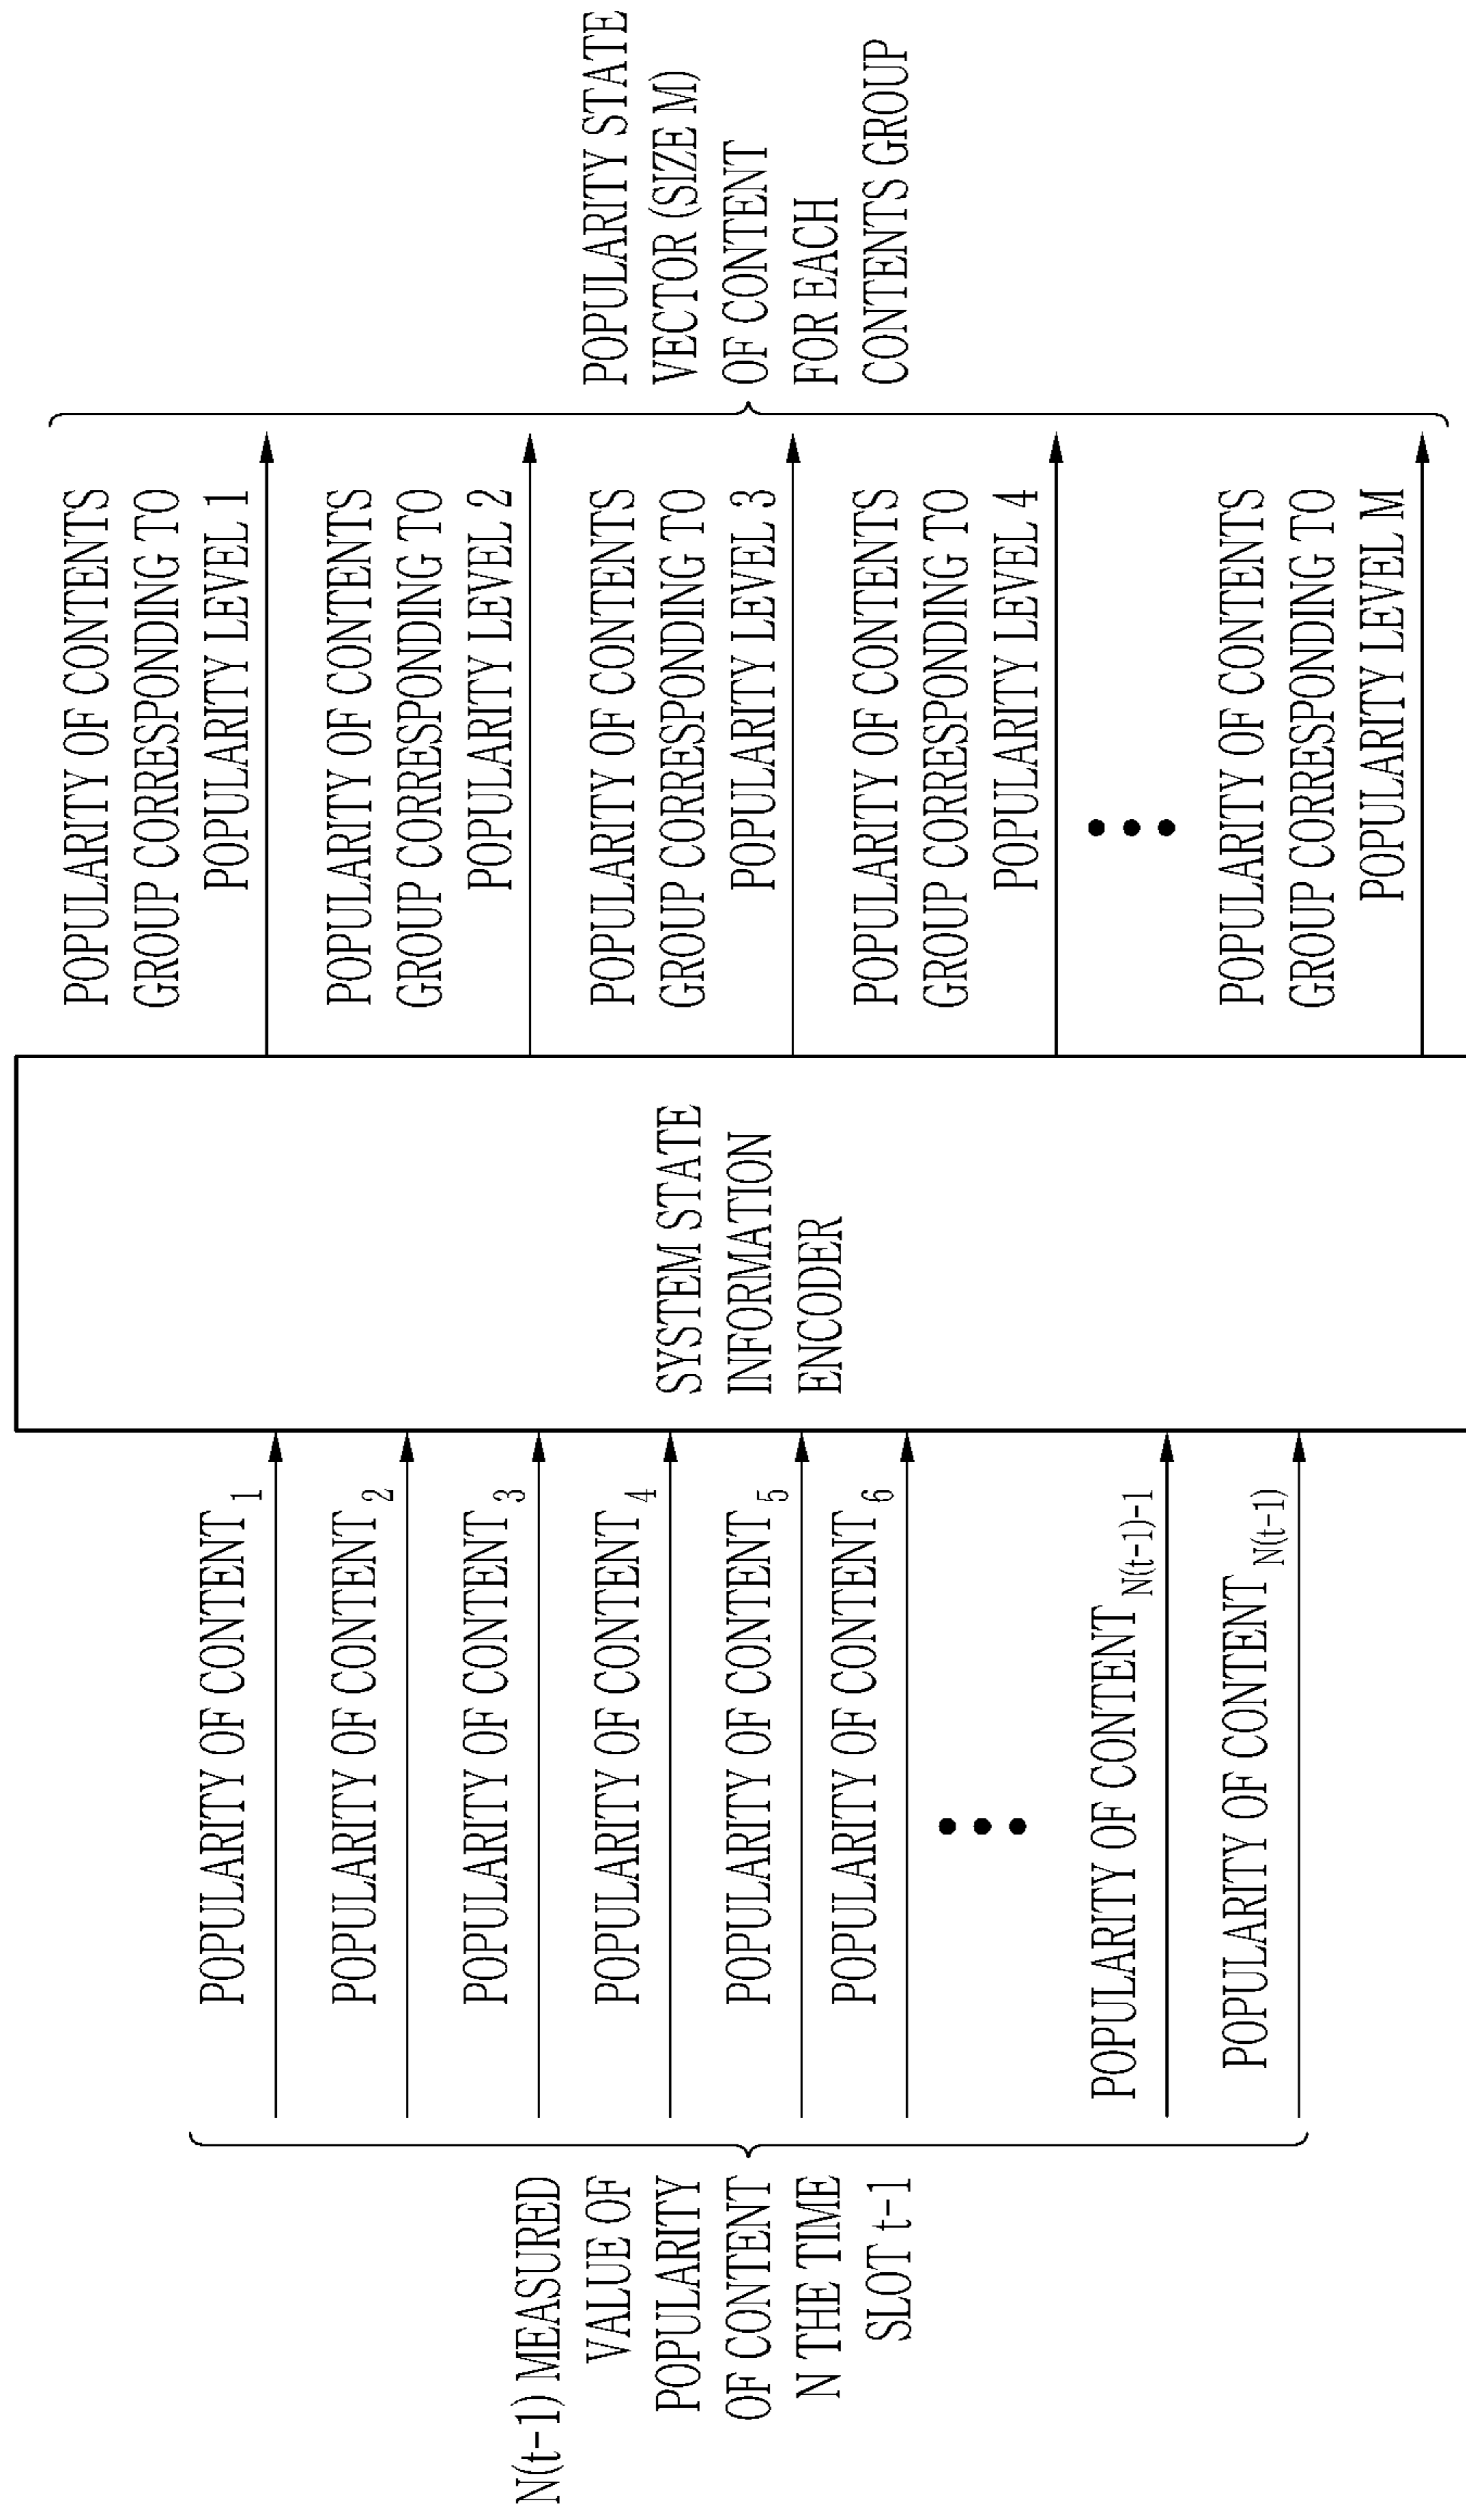 N(t-1) MEASURED
VALUE OF
POPULARITY
OF CONTENT
N THE TIME
SLOT t-1
POPULARITY OF CONTENT 1
POPULARITY OF CONTENT 2
POPULARITY OF CONTENT 3
POPULARITY OF CONTENT 4
POPULARITY OF CONTENT 5
POPULARITY OF CONTENT 6
POPULARITY OF CONTENT N(t-1)-1
POPULARITY OF CONTENT N(t-1)
SYSTEM STATE
INFORMATION
ENCODER
POPULARITY OF CONTENTS
GROUP CORRESPONDING TO
POPULARITY LEVEL 1
POPULARITY OF CONTENTS
GROUP CORRESPONDING TO
POPULARITY LEVEL 2
POPULARITY OF CONTENTS
GROUP CORRESPONDING TO
POPULARITY LEVEL 3
POPULARITY OF CONTENTS
GROUP CORRESPONDING TO
POPULARITY LEVEL 4
POPULARITY OF CONTENTS
GROUP CORRESPONDING TO
POPULARITY LEVEL M
POPULARITY STATE
VECTOR (SIZE M)
OF CONTENT
FOR EACH
CONTENTS GROUP